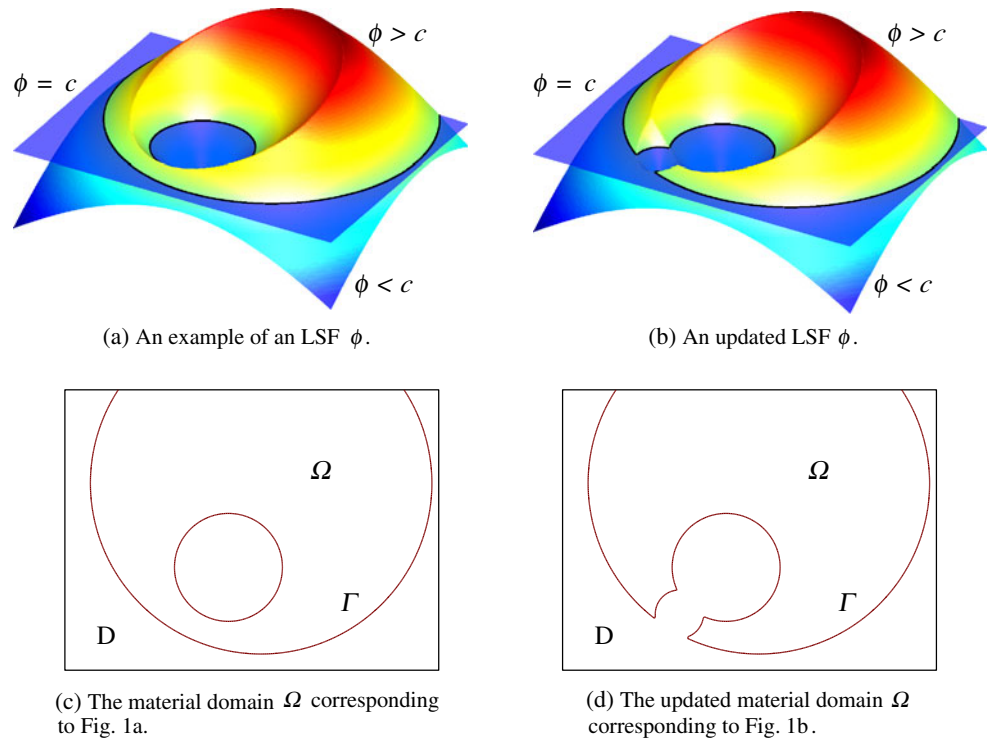 ϕ > c
ϕ = c
ϕ < c
(a) An example of an LSF ϕ.
ϕ > c
ϕ = c
ϕ < c
(b) An updated LSF ϕ.
Ω
Γ
D
(c) The material domain Ω corresponding
to Fig. 1a.
Ω
Γ
D
(d) The updated material domain Ω
corresponding to Fig. 1b.